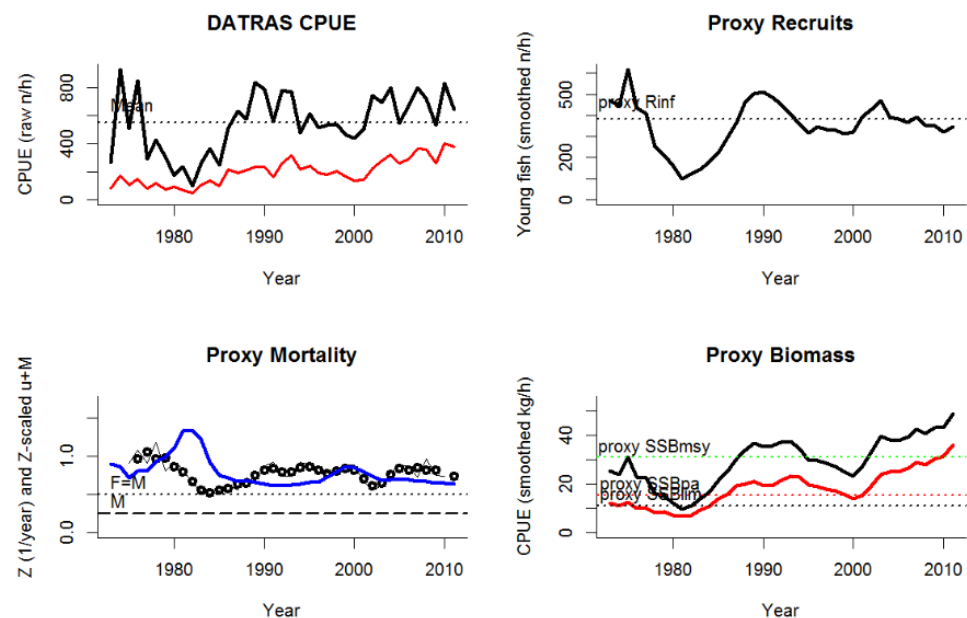 DATRAS CPUE
CPUE (raw n/h)
0 400 800
Mean
1980 1990 2000 2010
Year
Proxy Recruits
Young fish (smoothed n/h)
0 200 500
proxy Rinf
1980 1990 2000 2010
Year
Proxy Mortality
Z (1/year) and Z-scaled u+M
0.0 1.0
F=M
M
1980 1990 2000 2010
Year
Proxy Biomass
CPUE (smoothed kg/h)
0 20 40
proxy SSBmsy
proxy SSBpa
proxy SSBlim
1980 1990 2000 2010
Year